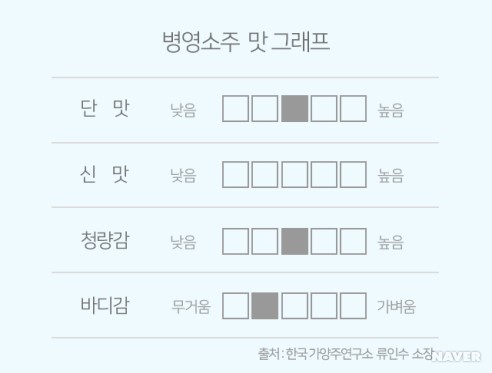 병영소주 맛 그래프
단 맛 낮음 높음
신 맛 낮음 높음
청량감 낮음 높음
바디감 무거움 가벼움
출처 : 한국가양주연구소 류인수 소장
NAVER